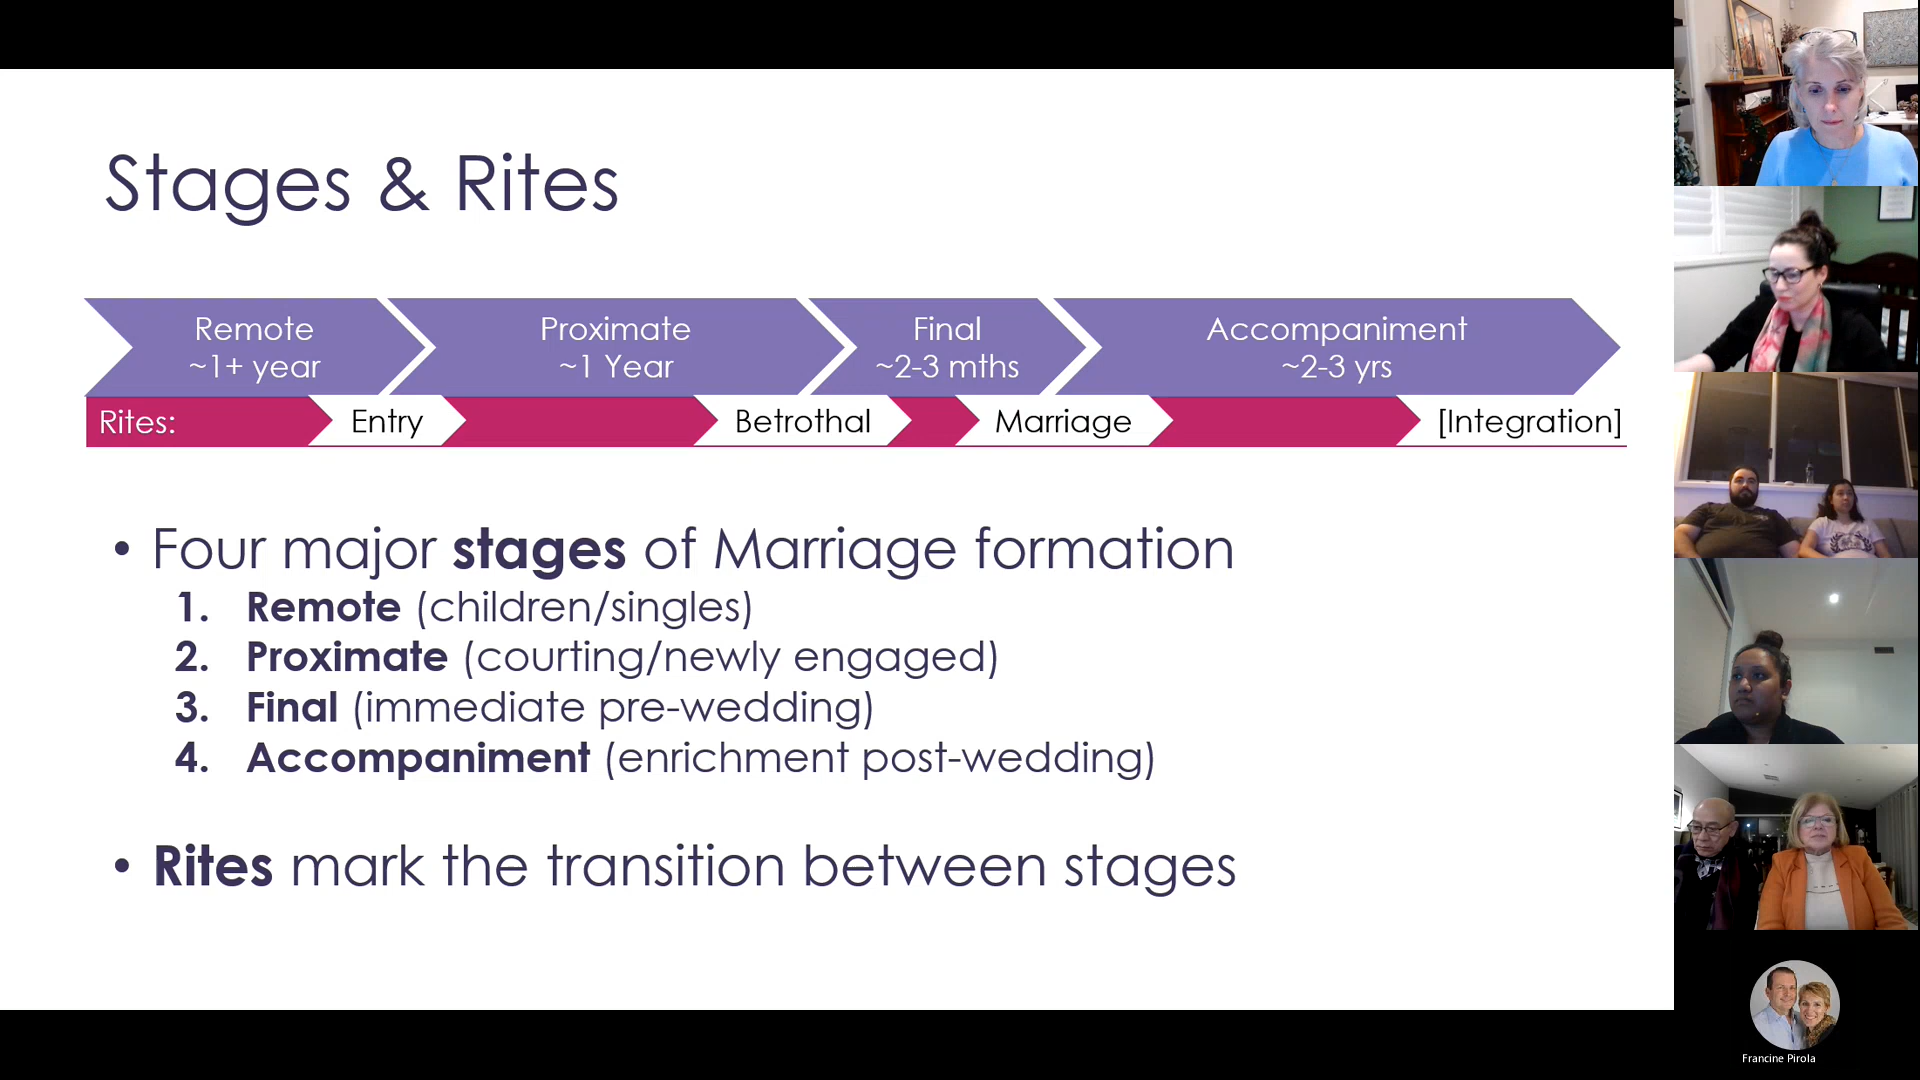 Stages & Rites
Remote
~1+ year
Proximate
~1 Year
Final
~2-3 mths
Accompaniment
~2-3 yrs
Rites:
Entry
Betrothal
Marriage
[Integration]
• Four major stages of Marriage formation
1. Remote (children/singles)
2. Proximate (courting/newly engaged)
3. Final (immediate pre-wedding)
4. Accompaniment (enrichment post-wedding)
• Rites mark the transition between stages
Francine Pirola